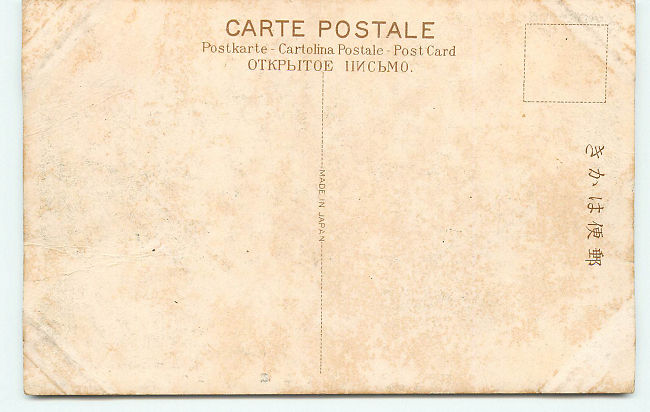 CARTE POSTALE
Postkarte - Cartolina Postale - Post Card
ОТКРЫТОЕ ПИСЬМО.
MADE IN JAPAN
きかは便郵